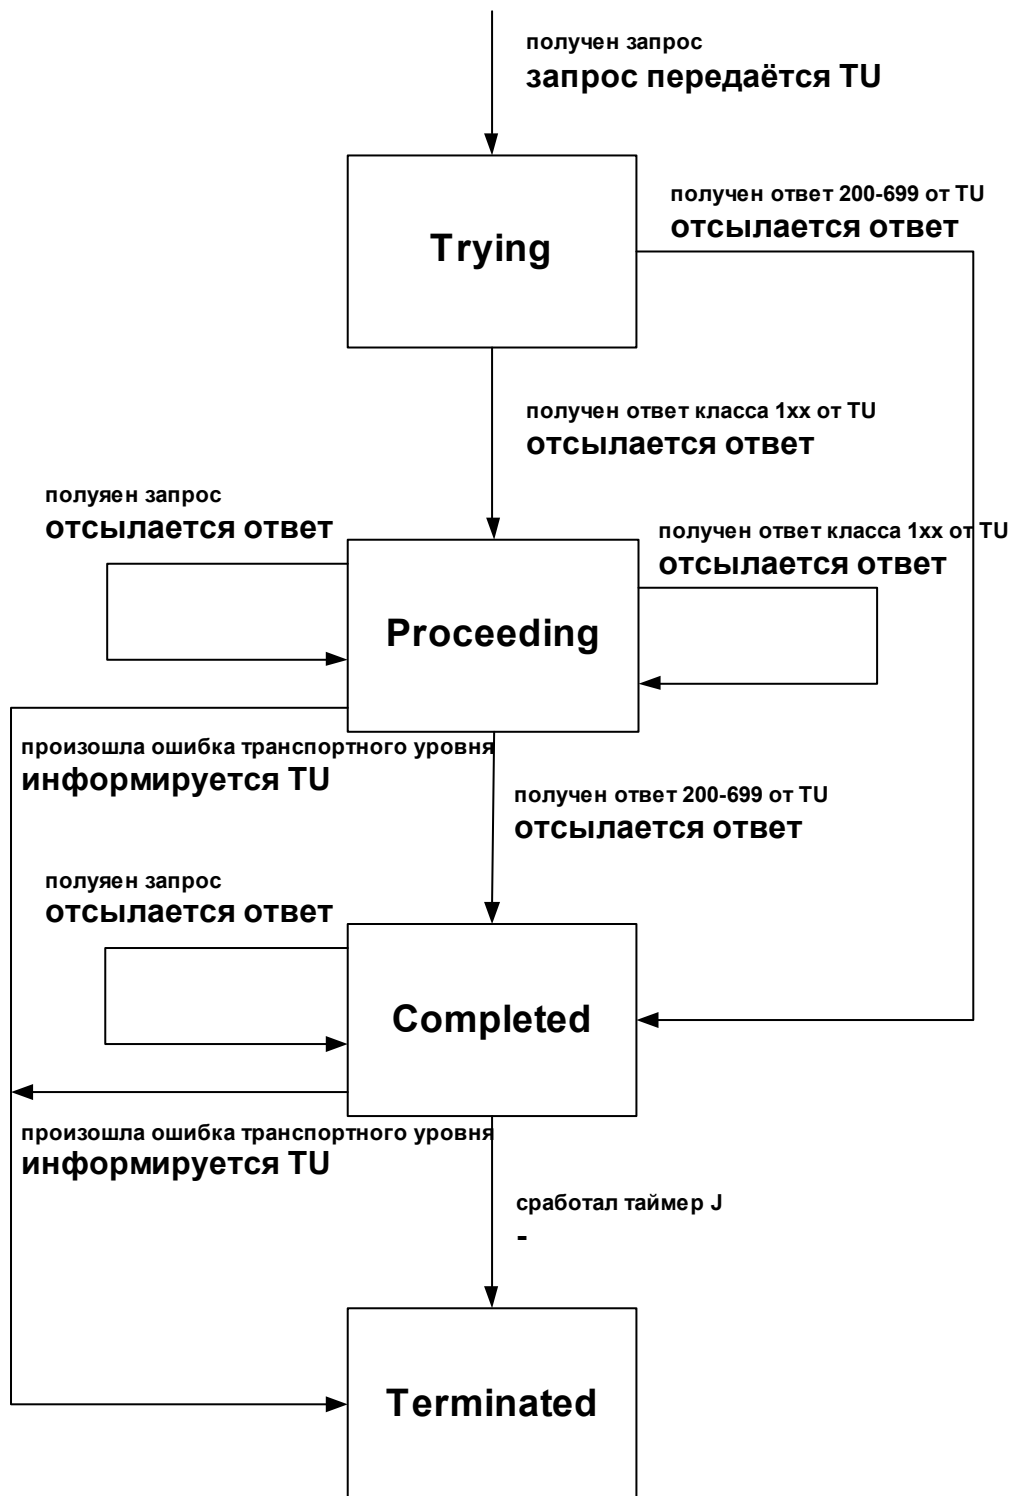 получен запрос
запрос передаётся TU
получен ответ 200-699 от TU
отсылается ответ
Trying
получен ответ класса 1xx от TU
отсылается ответ
полуяен запрос
отсылается ответ
получен ответ класса 1xx от TU
отсылается ответ
Proceeding
произошла ошибка транспортного уровня
информируется TU
получен ответ 200-699 от TU
отсылается ответ
полуяен запрос
отсылается ответ
Completed
произошла ошибка транспортного уровня
информируется TU
сработал таймер J
-
Terminated